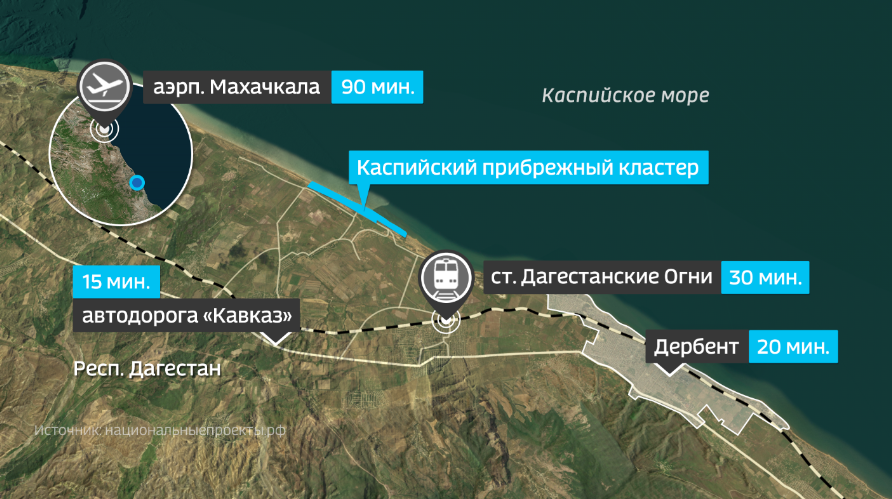 аэрп. Махачкала 90 мин.
Каспийское море
Каспийский прибрежный кластер
15 мин.
автодорога «Кавказ»
ст. Дагестанские Огни 30 мин.
Дербент 20 мин.
Респ. Дагестан
Источник: национальныепроекты.рф